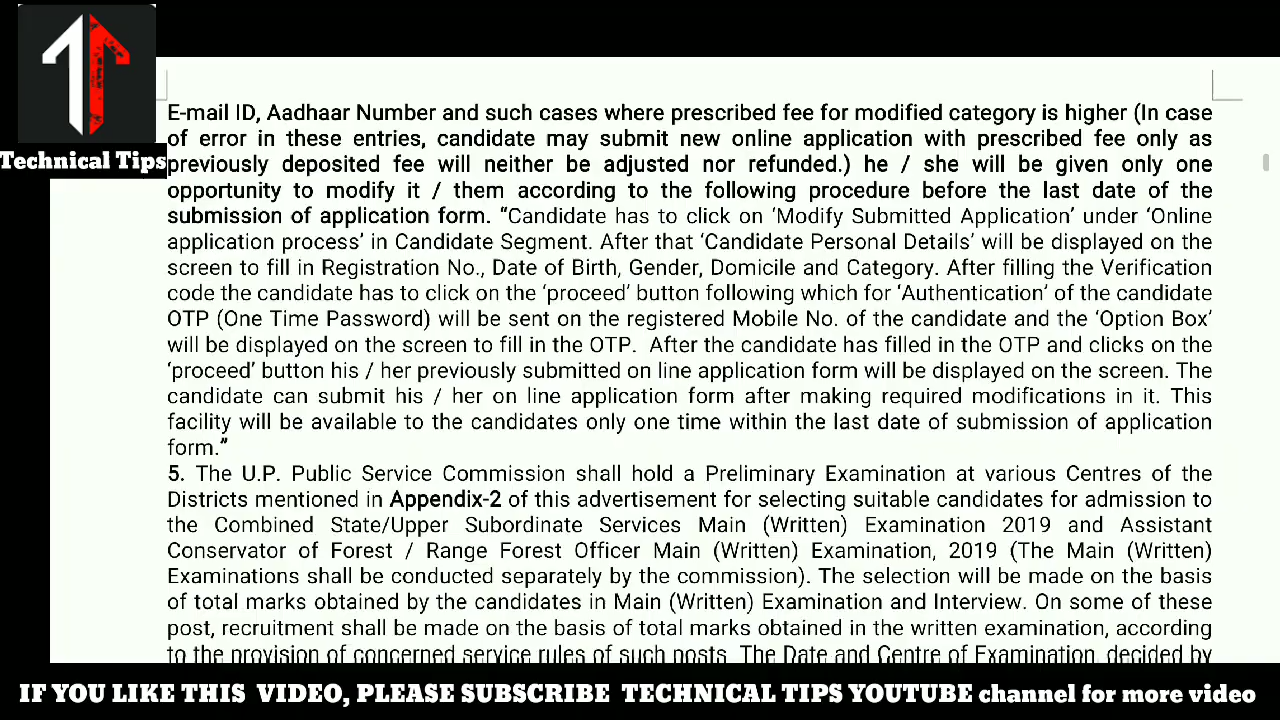 Technical Tips
E-mail ID, Aadhaar Number and such cases where prescribed fee for modified category is higher (In case
of error in these entries, candidate may submit new online application with prescribed fee only as
previously deposited fee will neither be adjusted nor refunded.) he / she will be given only one
opportunity to modify it / them according to the following procedure before the last date of the
submission of application form. “Candidate has to click on ‘Modify Submitted Application’ under ‘Online
application process’ in Candidate Segment. After that ‘Candidate Personal Details’ will be displayed on the
screen to fill in Registration No., Date of Birth, Gender, Domicile and Category. After filling the Verification
code the candidate has to click on the ‘proceed’ button following which for ‘Authentication’ of the candidate
OTP (One Time Password) will be sent on the registered Mobile No. of the candidate and the ‘Option Box’
will be displayed on the screen to fill in the OTP. After the candidate has filled in the OTP and clicks on the
‘proceed’ button his / her previously submitted on line application form will be displayed on the screen. The
candidate can submit his / her on line application form after making required modifications in it. This
facility will be available to the candidates only one time within the last date of submission of application
form.”
5. The U.P. Public Service Commission shall hold a Preliminary Examination at various Centres of the
Districts mentioned in Appendix-2 of this advertisement for selecting suitable candidates for admission to
the Combined State/Upper Subordinate Services Main (Written) Examination 2019 and Assistant
Conservator of Forest / Range Forest Officer Main (Written) Examination, 2019 (The Main (Written)
Examinations shall be conducted separately by the commission). The selection will be made on the basis
of total marks obtained by the candidates in Main (Written) Examination and Interview. On some of these
post, recruitment shall be made on the basis of total marks obtained in the written examination, according
to the provision of concerned service rules of such posts. The Date and Centre of Examination, decided by
IF YOU LIKE THIS VIDEO, PLEASE SUBSCRIBE TECHNICAL TIPS YOUTUBE channel for more video